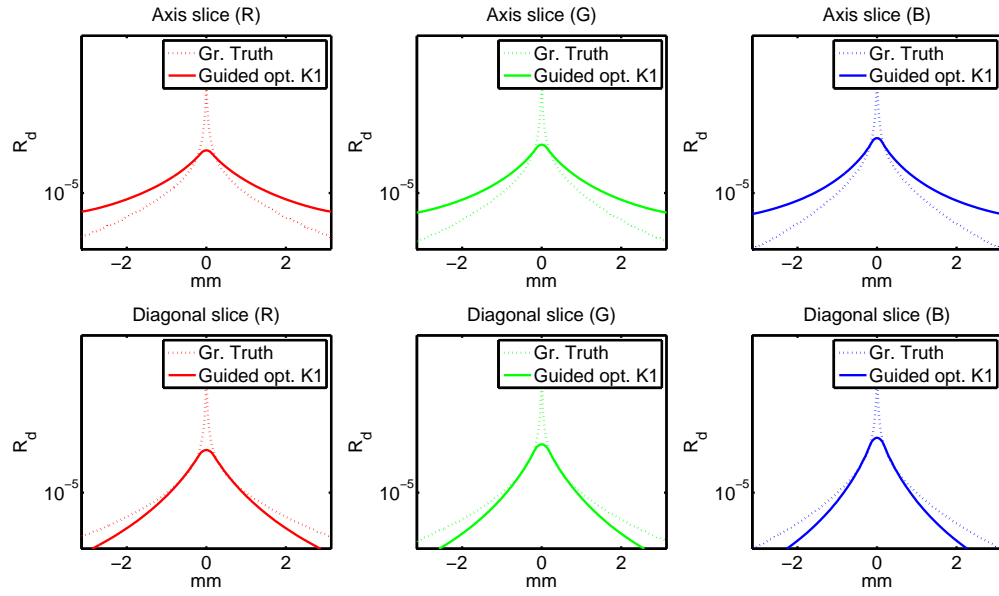 Axis slice (R)
Gr. Truth
Guided opt. K1
R_d
10^-5
−2
0
2
mm
Axis slice (G)
Gr. Truth
Guided opt. K1
R_d
10^-5
−2
0
2
mm
Axis slice (B)
Gr. Truth
Guided opt. K1
R_d
10^-5
−2
0
2
mm
Diagonal slice (R)
Gr. Truth
Guided opt. K1
R_d
10^-5
−2
0
2
mm
Diagonal slice (G)
Gr. Truth
Guided opt. K1
R_d
10^-5
−2
0
2
mm
Diagonal slice (B)
Gr. Truth
Guided opt. K1
R_d
10^-5
−2
0
2
mm